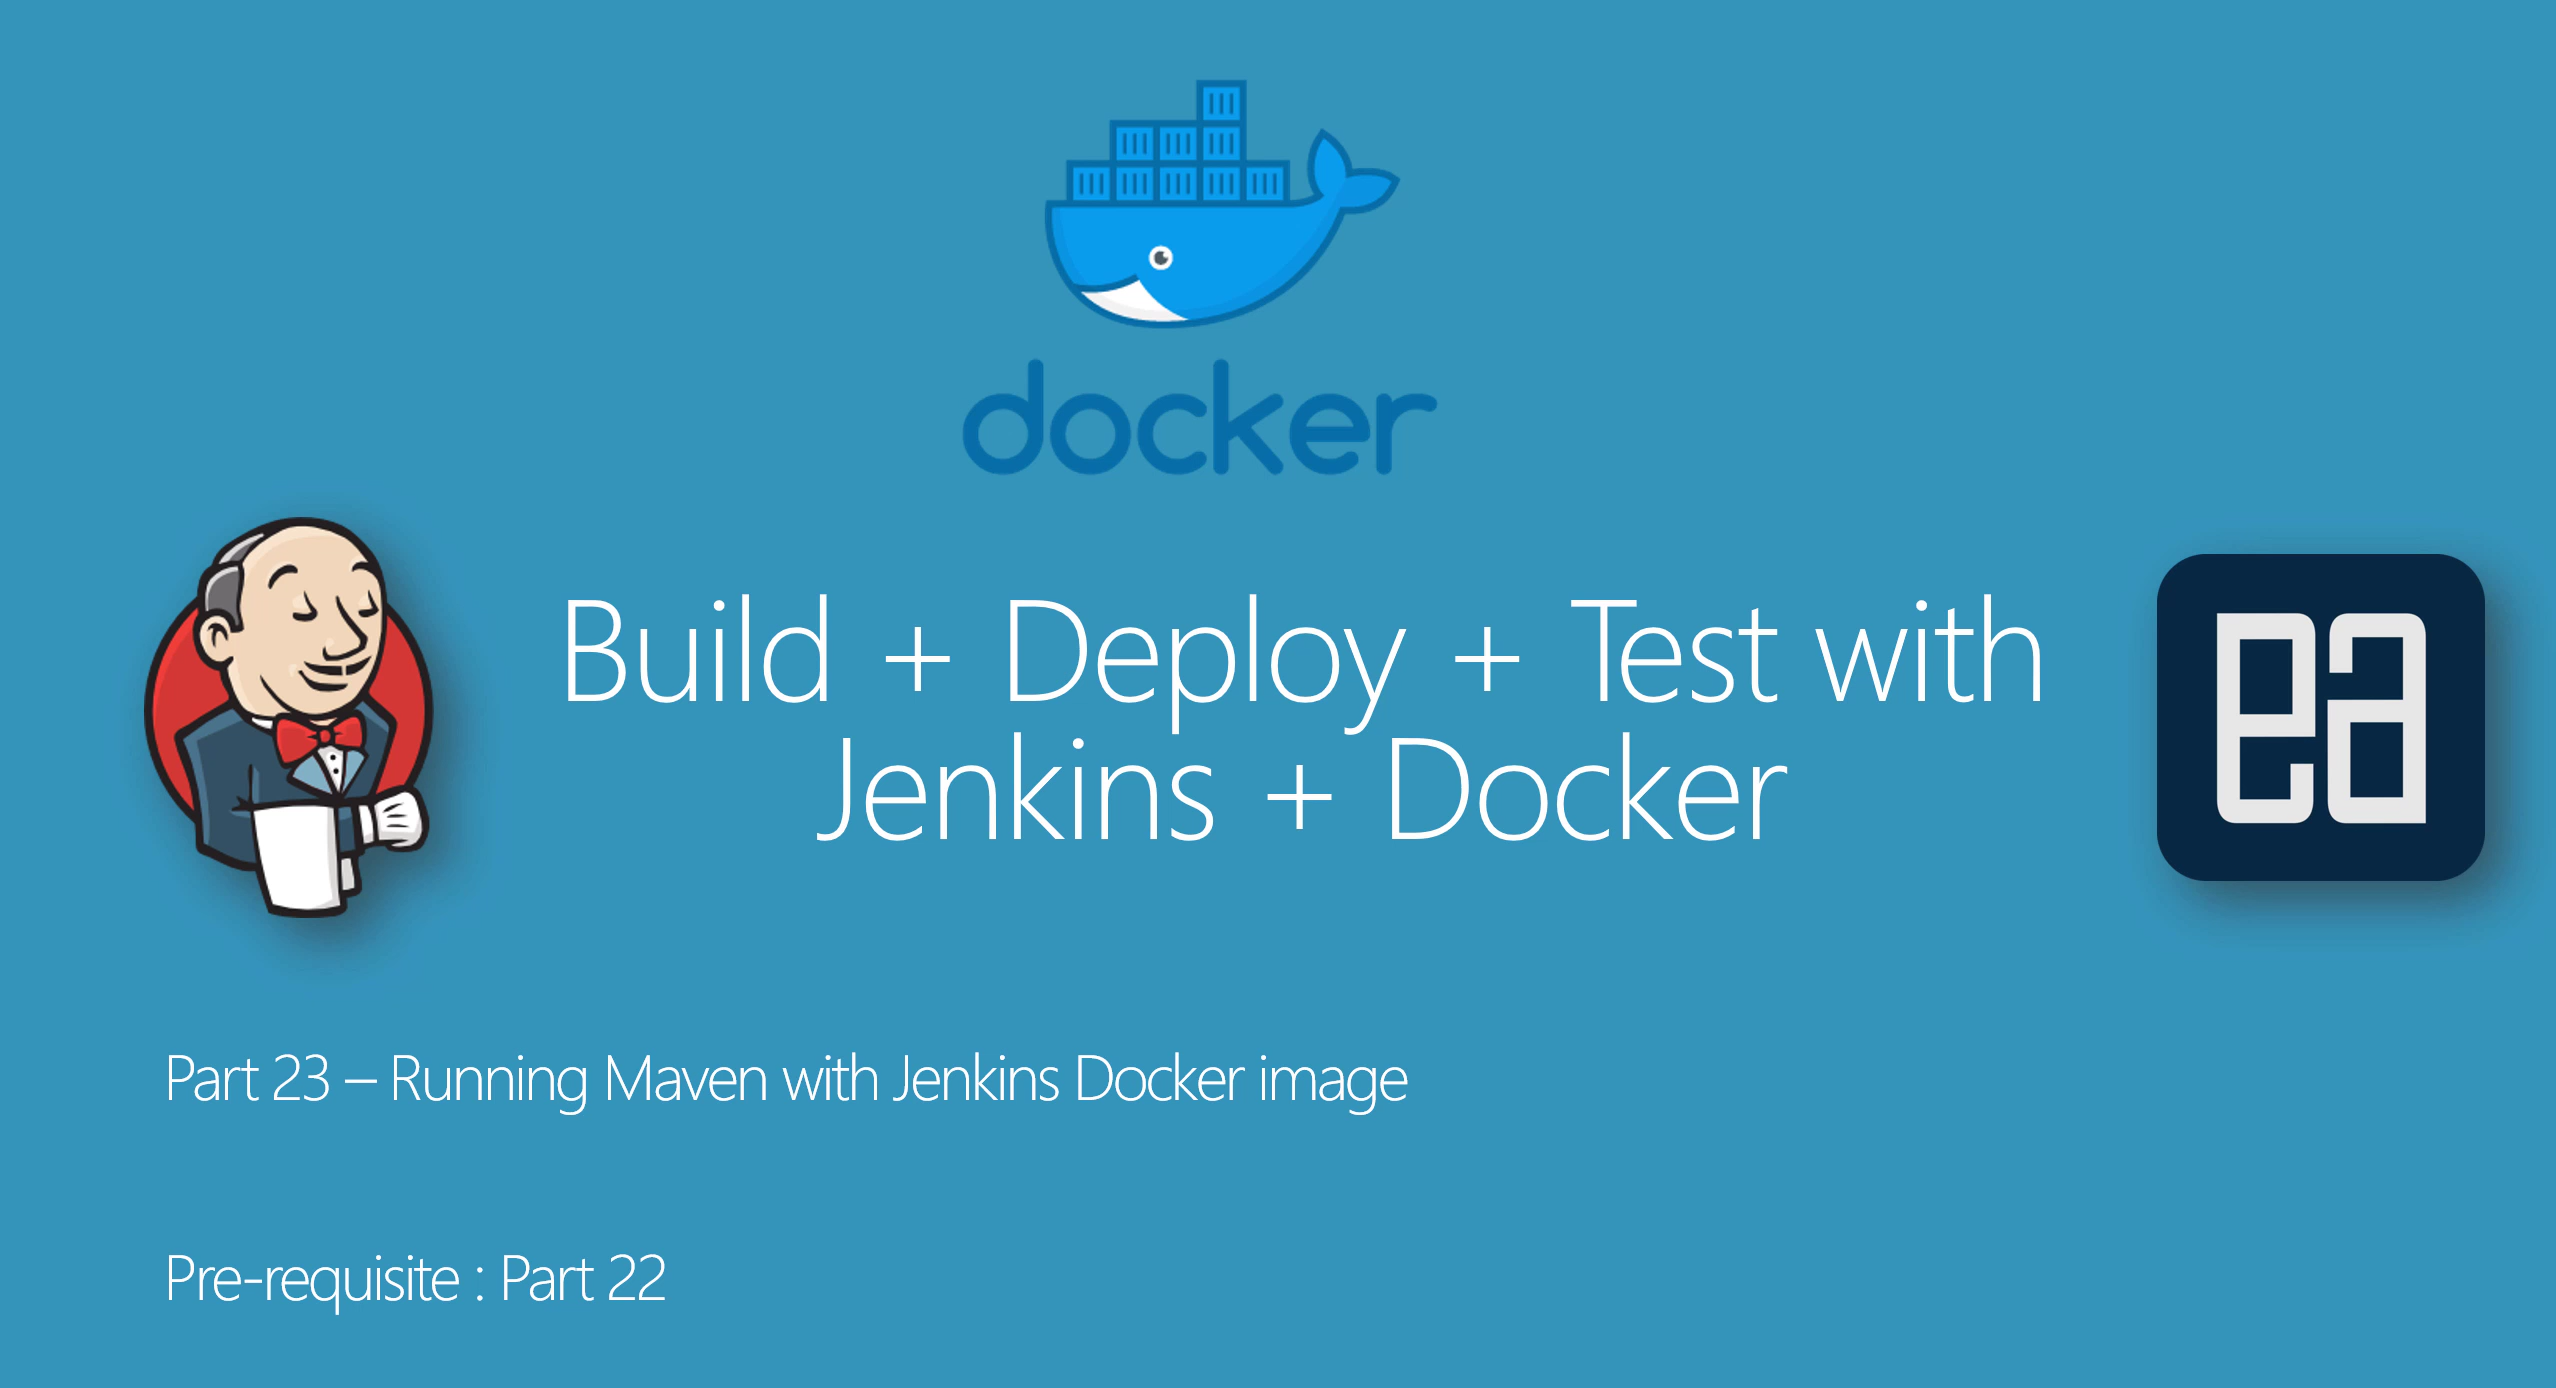 docker
Build + Deploy + Test with
Jenkins + Docker
ea
Part 23 – Running Maven with Jenkins Docker image
Pre-requisite : Part 22